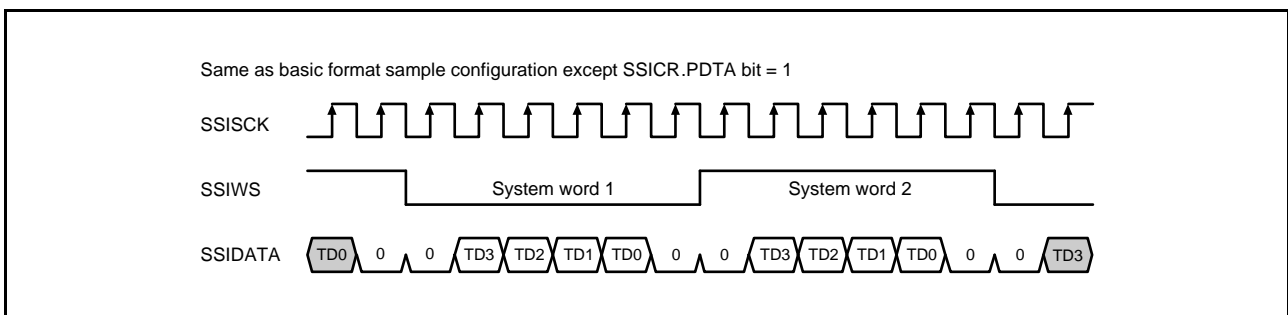 Same as basic format sample configuration except SSICR.PDTA bit = 1
SSISCK
SSIWS System word 1 System word 2
SSIDATA TD0 0 0 TD3 TD2 TD1 TD0 0 0 TD3 TD2 TD1 TD0 0 0 TD3